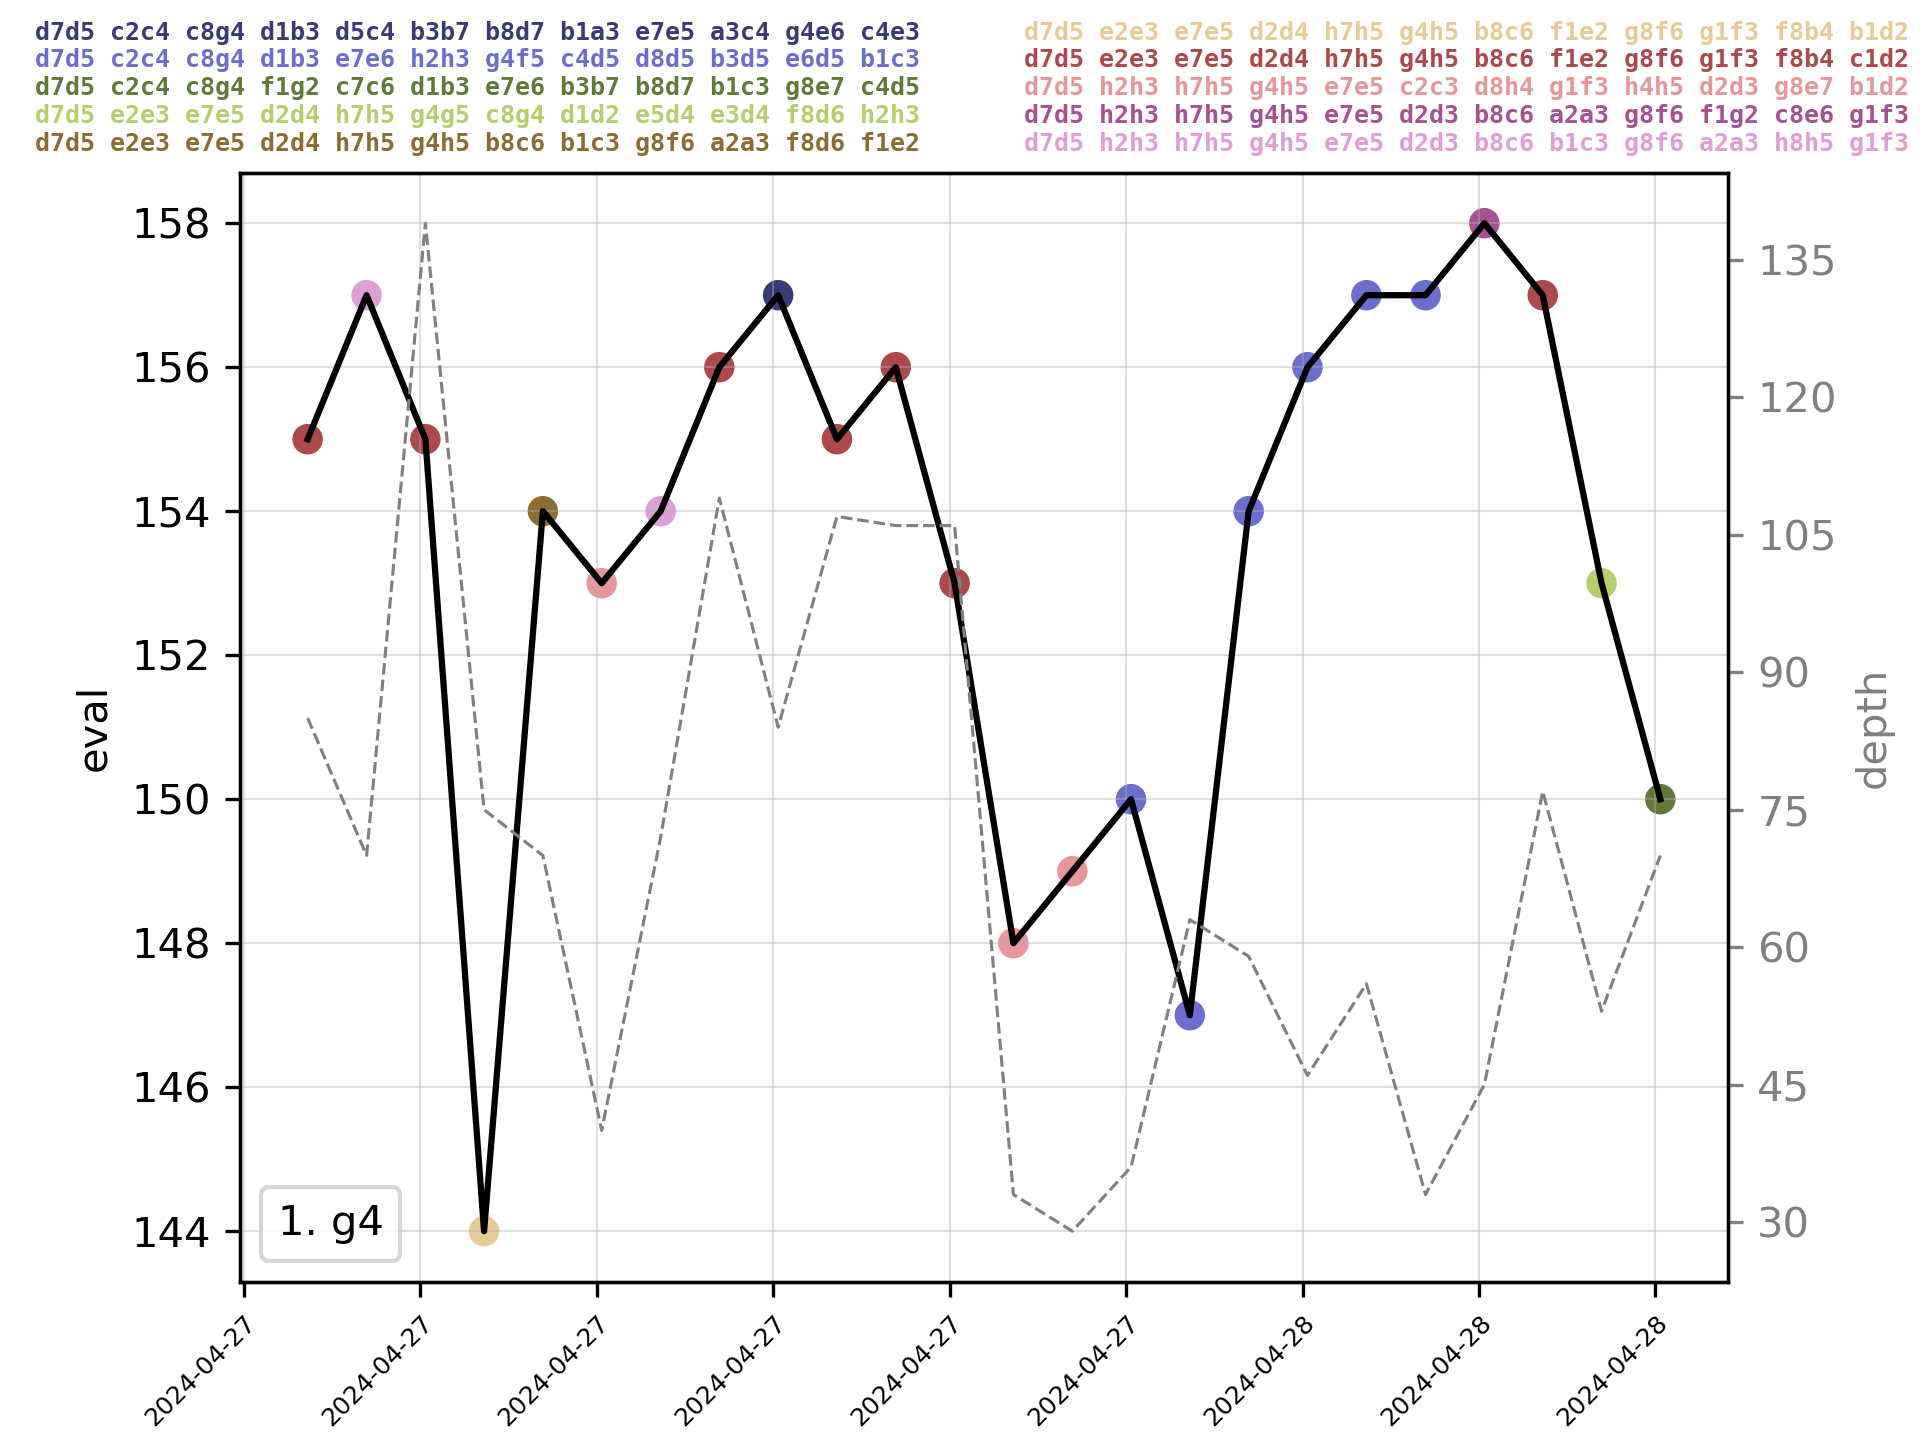 d7d5 c2c4 c8g4 d1b3 d5c4 b3b7 b8d7 b1a3 e7e5 a3c4 g4e6 c4e3
d7d5 c2c4 c8g4 d1b3 e7e6 h2h3 g4f5 c4d5 d8d5 b3d5 e6d5 b1c3
d7d5 c2c4 c8g4 f1g2 c7c6 d1b3 e7e6 b3b7 b8d7 b1c3 g8e7 c4d5
d7d5 e2e3 e7e5 d2d4 h7h5 g4g5 c8g4 d1d2 e5d4 e3d4 f8d6 h2h3
d7d5 e2e3 e7e5 d2d4 h7h5 g4h5 b8c6 b1c3 g8f6 a2a3 f8d6 f1e2
d7d5 e2e3 e7e5 d2d4 h7h5 g4h5 b8c6 f1e2 g8f6 g1f3 f8b4 b1d2
d7d5 e2e3 e7e5 d2d4 h7h5 g4h5 b8c6 f1e2 g8f6 g1f3 f8b4 c1d2
d7d5 h2h3 h7h5 g4h5 e7e5 c2c3 d8h4 g1f3 h4h5 d2d3 g8e7 b1d2
d7d5 h2h3 h7h5 g4h5 e7e5 d2d3 b8c6 a2a3 g8f6 f1g2 c8e6 g1f3
d7d5 h2h3 h7h5 g4h5 e7e5 d2d3 b8c6 b1c3 g8f6 a2a3 h8h5 g1f3
158
156
154
152
150
148
146
144
eval
135
120
105
90
75
60
45
30
depth
1. g4
2024-04-27
2024-04-27
2024-04-27
2024-04-27
2024-04-27
2024-04-27
2024-04-28
2024-04-28
2024-04-28